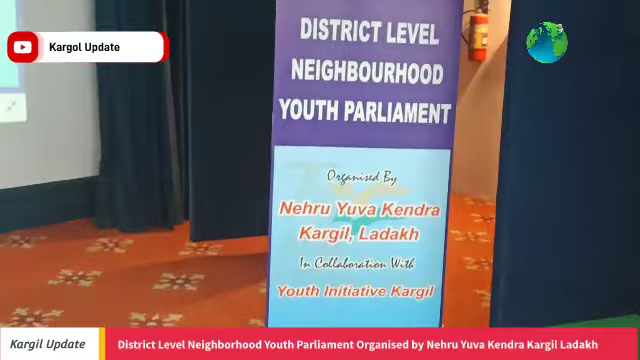 Kargol Update
DISTRICT LEVEL
NEIGHBOURHOOD
YOUTH PARLIAMENT
Organised By
Nehru Yuva Kendra
Kargil, Ladakh
In Collaboration With
Youth Initiative Kargil
Kargil Update
District Level Neighborhood Youth Parliament Organised by Nehru Yuva Kendra Kargil Ladakh